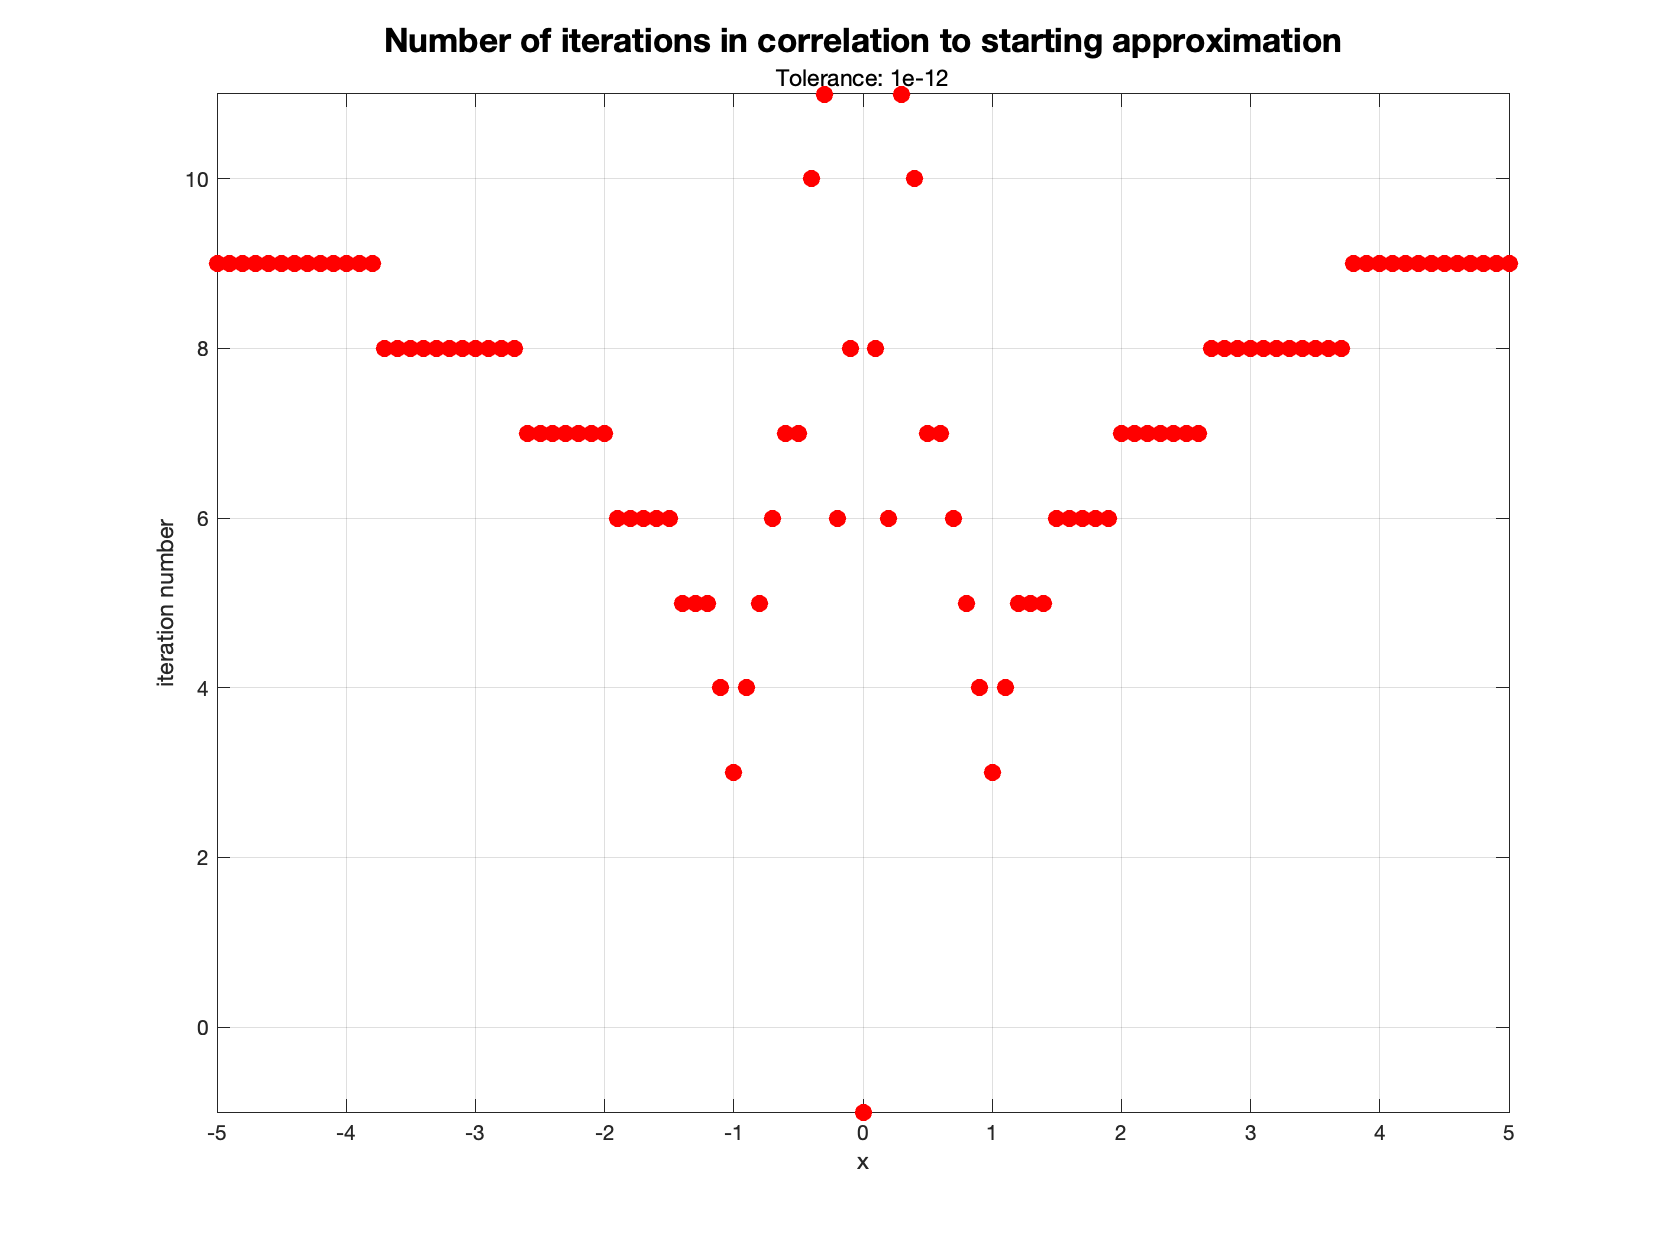 Number of iterations in correlation to starting approximation
Tolerance: 1e-12
10
8
6
4
2
0
iteration number
-5 -4 -3 -2 -1 0 1 2 3 4 5
x